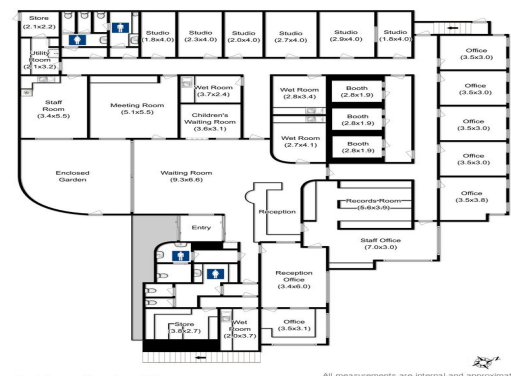 Store
(2.1x2.2)
Utility
Room
(2.1x3.2)
Studio
(1.8x4.0)
Studio
(2.3x4.0)
Studio
(2.0x4.0)
Studio
(2.7x4.0)
Studio
(2.9x4.0)
Studio
(1.8x4.0)
Office
(3.5x3.0)
Office
(3.5x3.0)
Office
(3.5x3.0)
Office
(3.5x3.0)
Office
(3.5x3.8)
Staff
Room
(3.4x5.5)
Meeting Room
(5.1x5.5)
Wet Room
(3.7x2.4)
Children's
Waiting Room
(3.6x3.1)
Wet Room
(2.8x3.4)
Wet Room
(2.7x4.1)
Booth
(2.8x1.9)
Booth
(2.8x1.9)
Booth
(2.8x1.9)
Enclosed
Garden
Waiting Room
(9.3x6.6)
Reception
Records Room
(5.6x3.9)
Staff Office
(7.0x3.0)
Entry
Reception
Office
(3.4x6.0)
Store
(3.8x2.7)
Wet
Room
(2.0x3.7)
Office
(3.5x3.1)
All measurements are internal and approximat